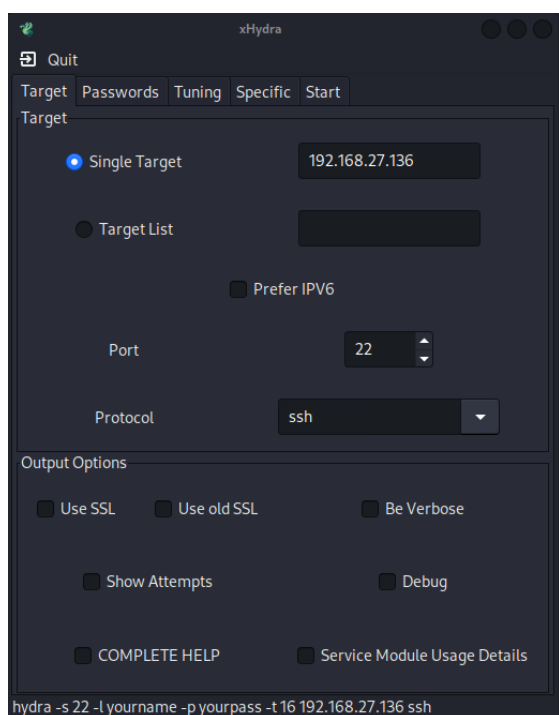 xHydra
Quit
Target Passwords Tuning Specific Start
Target
Single Target 192.168.27.136
Target List
Prefer IPV6
Port 22
Protocol ssh
Output Options
Use SSL Use old SSL Be Verbose
Show Attempts Debug
COMPLETE HELP Service Module Usage Details
hydra -s 22 -l yourname -p yourpass -t 16 192.168.27.136 ssh